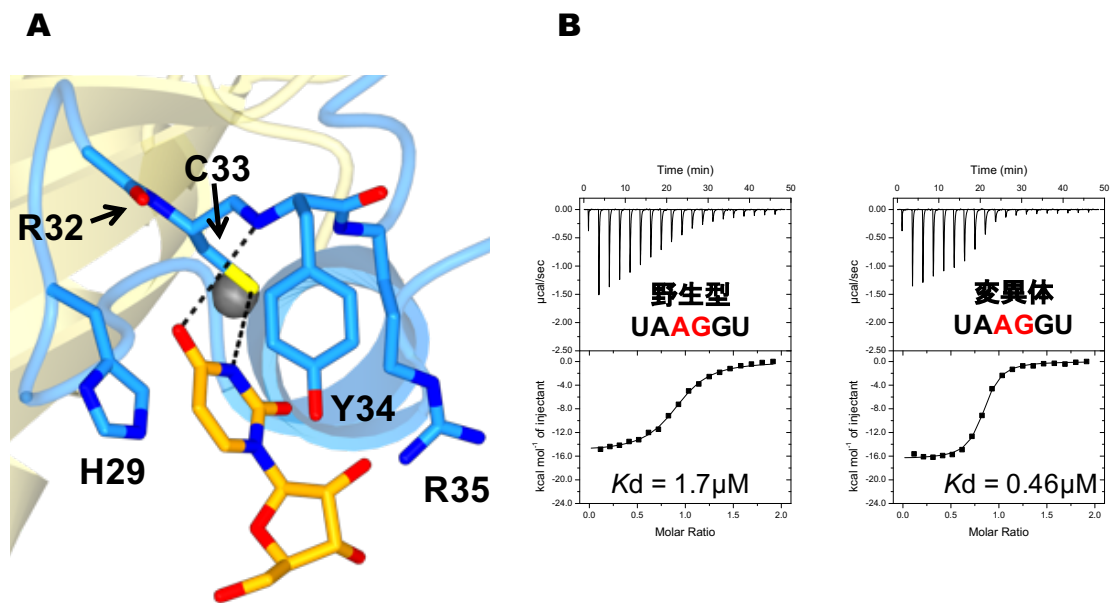 A
C33
R32
H29
Y34
R35
B
Time (min)
0 10 20 30 40 50
0.00
-0.50
-1.00
-1.50
-2.00
-2.50
µcal/sec
野生型
UAAGGU
0.0
-4.0
-8.0
-12.0
-16.0
-20.0
-24.0
kcal mol⁻¹ of injectant
Kd = 1.7µM
0.0 0.5 1.0 1.5 2.0
Molar Ratio
Time (min)
0 10 20 30 40 50
0.00
-0.50
-1.00
-1.50
-2.00
-2.50
µcal/sec
変異体
UAAGGU
0.0
-4.0
-8.0
-12.0
-16.0
-20.0
-24.0
kcal mol⁻¹ of injectant
Kd = 0.46µM
0.0 0.5 1.0 1.5 2.0
Molar Ratio